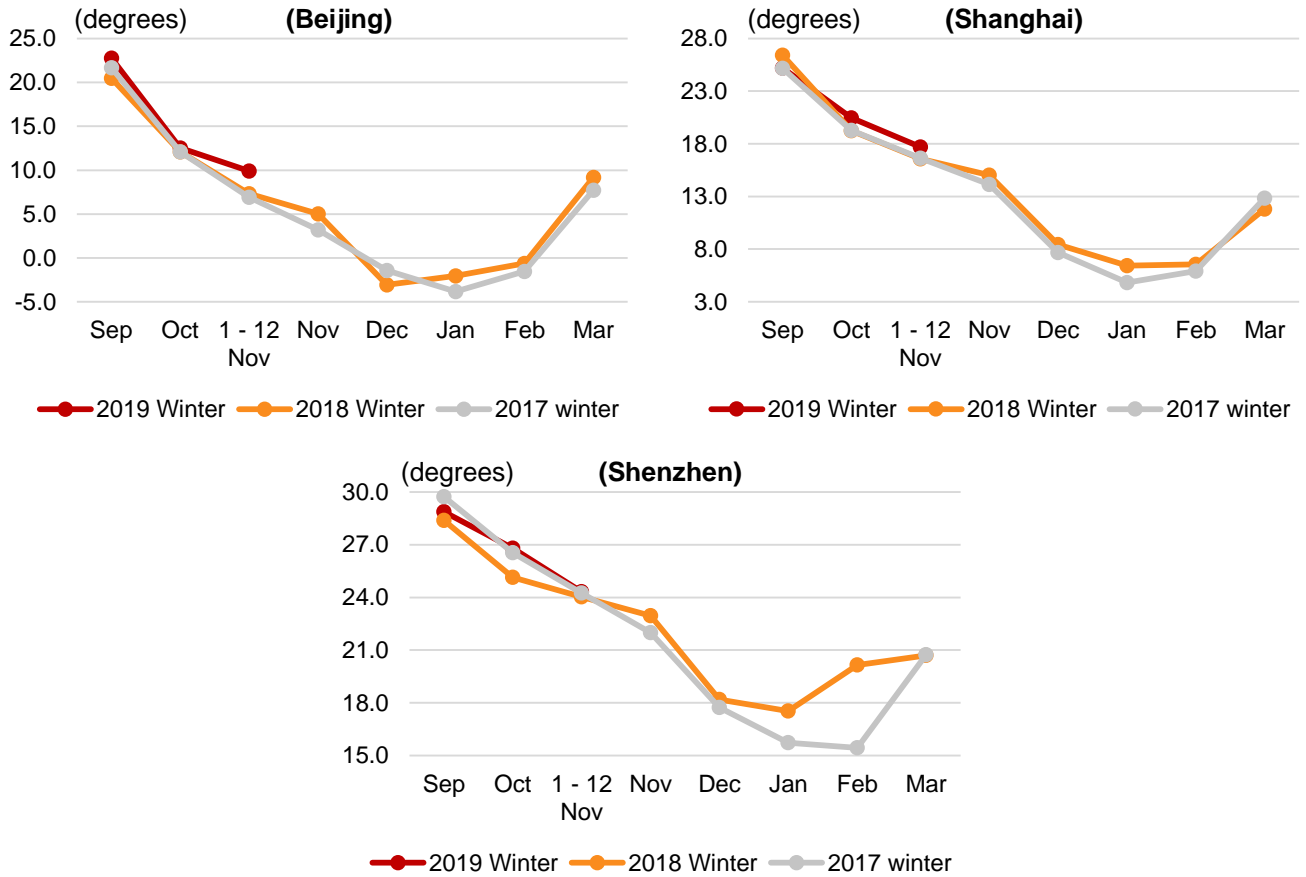 (degrees) (Beijing)
25.0
20.0
15.0
10.0
5.0
0.0
-5.0
Sep Oct 1 - 12 Nov Dec Jan Feb Mar
Nov
2019 Winter 2018 Winter 2017 winter
(degrees) (Shanghai)
28.0
23.0
18.0
13.0
8.0
3.0
Sep Oct 1 - 12 Nov Dec Jan Feb Mar
Nov
2019 Winter 2018 Winter 2017 winter
(degrees) (Shenzhen)
30.0
27.0
24.0
21.0
18.0
15.0
Sep Oct 1 - 12 Nov Dec Jan Feb Mar
Nov
2019 Winter 2018 Winter 2017 winter